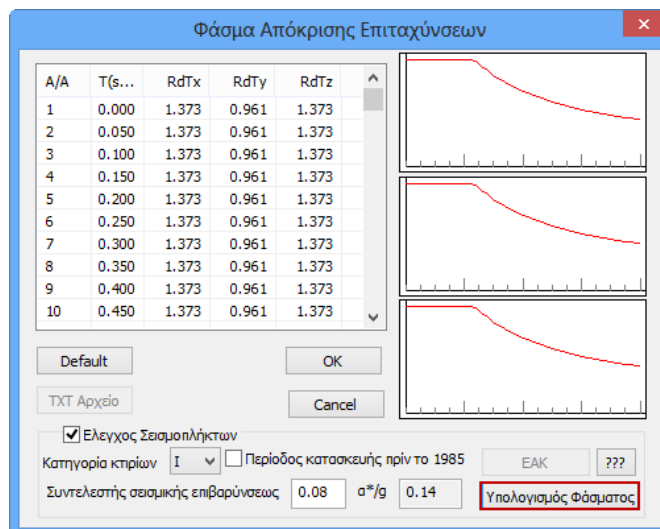 Φάσμα Απόκρισης Επιταχύνσεων
A/A T(s... RdTx RdTy RdTz
1 0.000 1.373 0.961 1.373
2 0.050 1.373 0.961 1.373
3 0.100 1.373 0.961 1.373
4 0.150 1.373 0.961 1.373
5 0.200 1.373 0.961 1.373
6 0.250 1.373 0.961 1.373
7 0.300 1.373 0.961 1.373
8 0.350 1.373 0.961 1.373
9 0.400 1.373 0.961 1.373
10 0.450 1.373 0.961 1.373
Default OK
TXT Αρχείο Cancel
Ελεγχος Σεισμοπλήκτων
Κατηγορία κτιρίων I Περίοδος κατασκευής πρίν το 1985 EAK ???
Συντελεστής σεισμικής επιβαρύνσεως 0.08 a*/g 0.14 Υπολογισμός Φάσματος